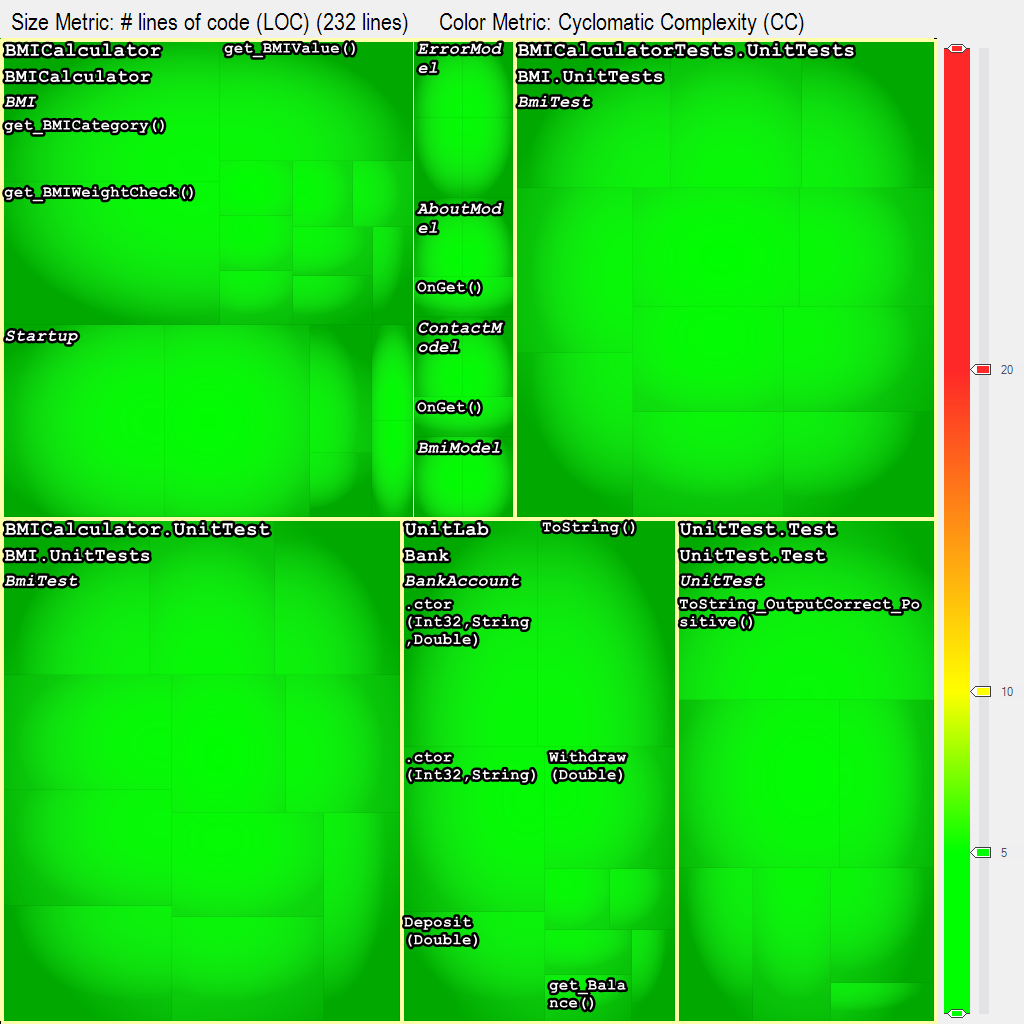 Size Metric: # lines of code (LOC) (232 lines) Color Metric: Cyclomatic Complexity (CC)
BMICalculator
BMICalculator
BMI
get_BMICategory()
get_BMIValue()
get_BMIWeightCheck()
Startup
ErrorMod
el
AboutMod
el
OnGet()
ContactM
odel
OnGet()
BmiModel
BMICalculatorTests.UnitTests
BMI.UnitTests
BmiTest
BMICalculator.UnitTest
BMI.UnitTests
BmiTest
UnitLab
Bank
BankAccount
.ctor
(Int32,String
,Double)
ToString()
.ctor
(Int32,String)
Withdraw
(Double)
Deposit
(Double)
get_Bala
nce()
UnitTest.Test
UnitTest.Test
UnitTest
ToString_OutputCorrect_Po
sitive()
20
10
5